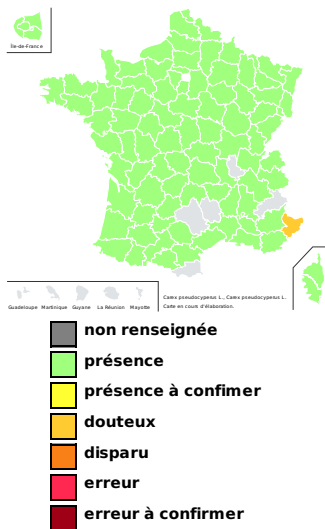 Île-de-France
Guadeloupe Martinique Guyane La Réunion Mayotte
Carex pseudocyperus L., Carex pseudocyperus L.
Carte en cours d'élaboration.
non renseignée
présence
présence à confimer
douteux
disparu
erreur
erreur à confirmer